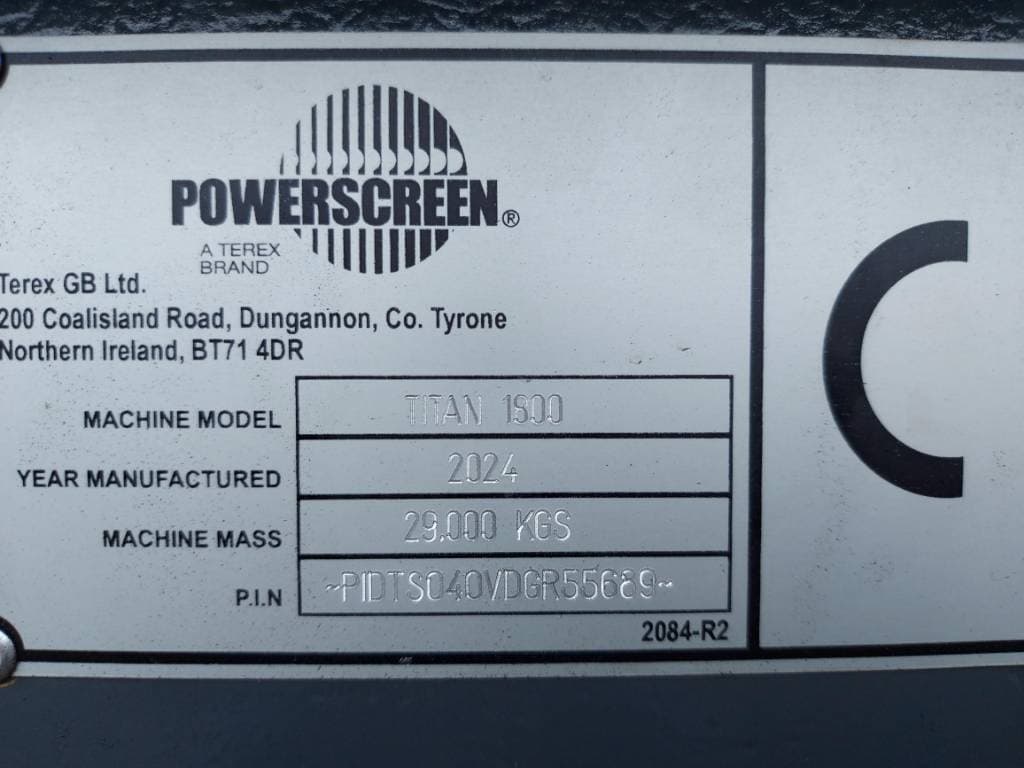 POWERSCREEN®
A TEREX
BRAND
Terex GB Ltd.
200 Coalisland Road, Dungannon, Co. Tyrone
Northern Ireland, BT71 4DR
MACHINE MODEL TITAN 1800
YEAR MANUFACTURED 2024
MACHINE MASS 29,000 KGS
P.I.N ~PIDTS040VDGR55689~
2084-R2
C